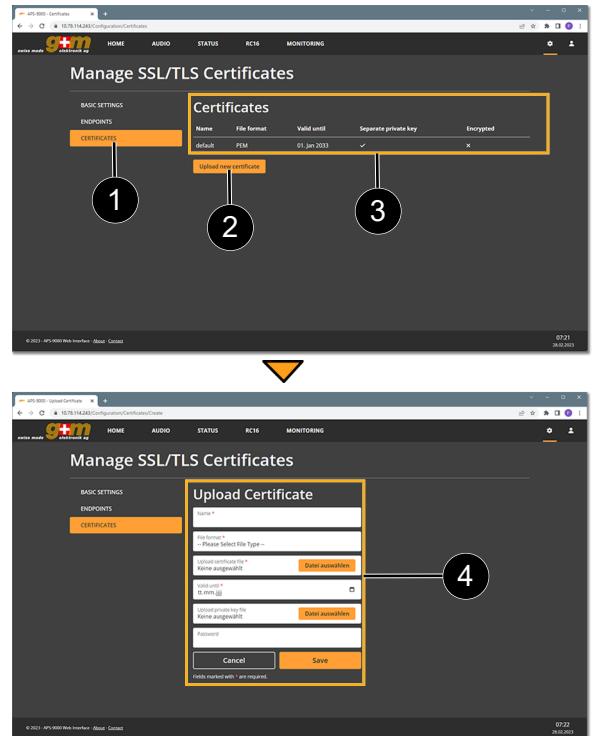 APS-9000 - Certificates
10.78.114.243/Configuration/Certificates
swiss made g+m elektronik ag HOME AUDIO STATUS RC16 MONITORING
Manage SSL/TLS Certificates
BASIC SETTINGS
ENDPOINTS
CERTIFICATES
Certificates
Name File format Valid until Separate private key Encrypted
default PEM 01. Jan 2033 ✓ ×
Upload new certificate
1
2
3
© 2023 - APS-9000 Web Interface - About - Contact
07:21
28.02.2023
APS-9000 - Upload Certificate
10.78.114.243/Configuration/Certificates/Create
swiss made g+m elektronik ag HOME AUDIO STATUS RC16 MONITORING
Manage SSL/TLS Certificates
BASIC SETTINGS
ENDPOINTS
CERTIFICATES
Upload Certificate
Name *
File format *
-- Please Select File Type --
Upload certificate file *
Keine ausgewählt Datei auswählen
Valid until *
tt.mm.jjjj
Upload private key file
Keine ausgewählt Datei auswählen
Password
Cancel Save
Fields marked with * are required.
4
© 2023 - APS-9000 Web Interface - About - Contact
07:22
28.02.2023